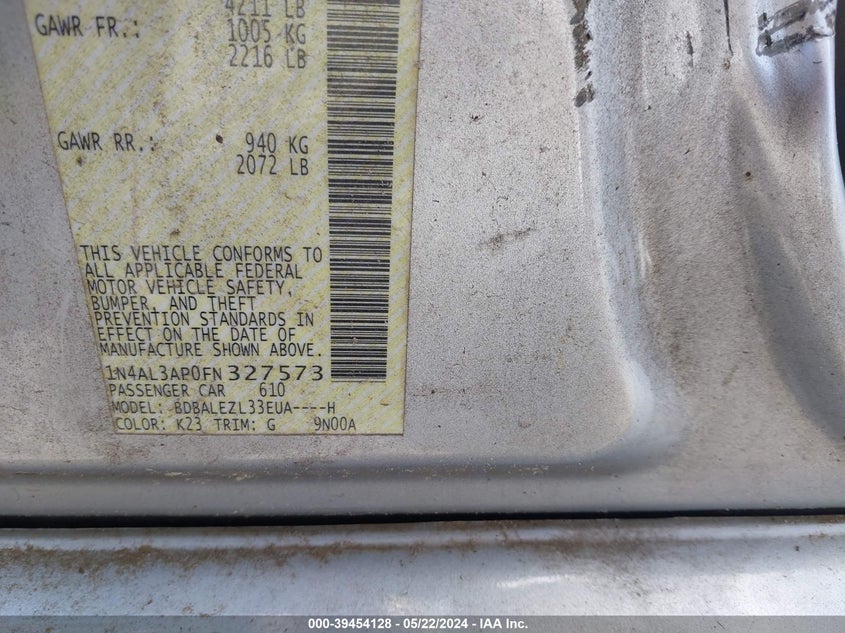 4211 LB
GAWR FR.: 1005 KG
2216 LB
GAWR RR.: 940 KG
2072 LB
THIS VEHICLE CONFORMS TO
ALL APPLICABLE FEDERAL
MOTOR VEHICLE SAFETY,
BUMPER, AND THEFT
PREVENTION STANDARDS IN
EFFECT ON THE DATE OF
MANUFACTURE SHOWN ABOVE.
1N4AL3AP0FN327573
PASSENGER CAR 610
MODEL: BDBALEZL33EUA----H
COLOR: K23 TRIM: G 9N00A
000-39454128 - 05/22/2024 - IAA Inc.